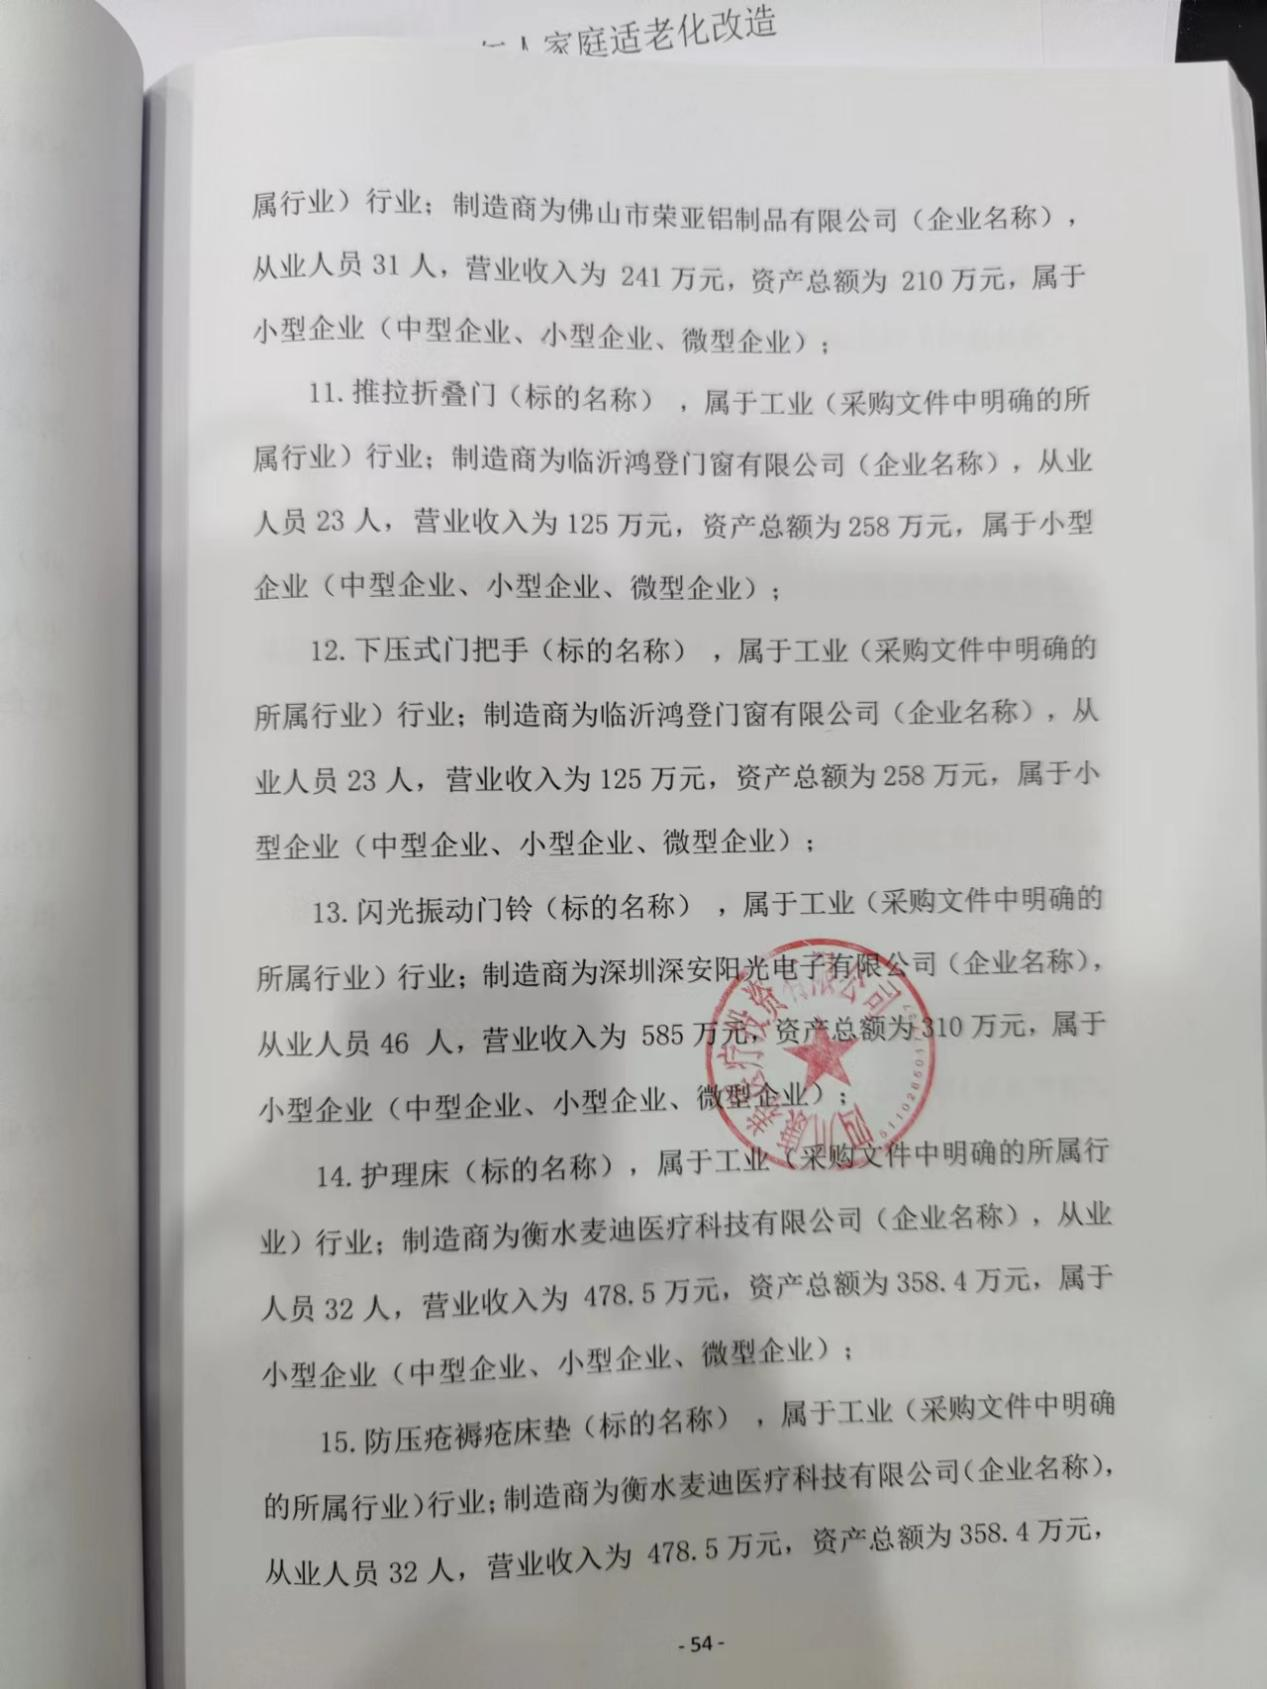 人家庭适老化改造
属行业）行业；制造商为佛山市荣亚铝制品有限公司（企业名称），
从业人员 31 人，营业收入为 241 万元，资产总额为 210 万元，属于
小型企业（中型企业、小型企业、微型企业）；
11. 推拉折叠门（标的名称），属于工业（采购文件中明确的所
属行业）行业；制造商为临沂鸿登门窗有限公司（企业名称），从业
人员 23 人，营业收入为 125 万元，资产总额为 258 万元，属于小型
企业（中型企业、小型企业、微型企业）；
12. 下压式门把手（标的名称），属于工业（采购文件中明确的
所属行业）行业；制造商为临沂鸿登门窗有限公司（企业名称），从
业人员 23 人，营业收入为 125 万元，资产总额为 258 万元，属于小
型企业（中型企业、小型企业、微型企业）；
13. 闪光振动门铃（标的名称），属于工业（采购文件中明确的
所属行业）行业；制造商为深圳深安阳光电子有限公司（企业名称），
从业人员 46 人，营业收入为 585 万元，资产总额为 310 万元，属于
小型企业（中型企业、小型企业、微型企业）；
14. 护理床（标的名称），属于工业（采购文件中明确的所属行
业）行业；制造商为衡水麦迪医疗科技有限公司（企业名称），从业
人员 32 人，营业收入为 478.5 万元，资产总额为 358.4 万元，属于
小型企业（中型企业、小型企业、微型企业）；
15. 防压疮褥疮床垫（标的名称），属于工业（采购文件中明确
的所属行业）行业；制造商为衡水麦迪医疗科技有限公司（企业名称），
从业人员 32 人，营业收入为 478.5 万元，资产总额为 358.4 万元，
- 54 -
四川
疗投资有限公司